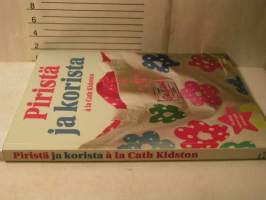 Piristä
ja korista
à la Cath Kidston
Piristä ja korista à la Cath Kidston